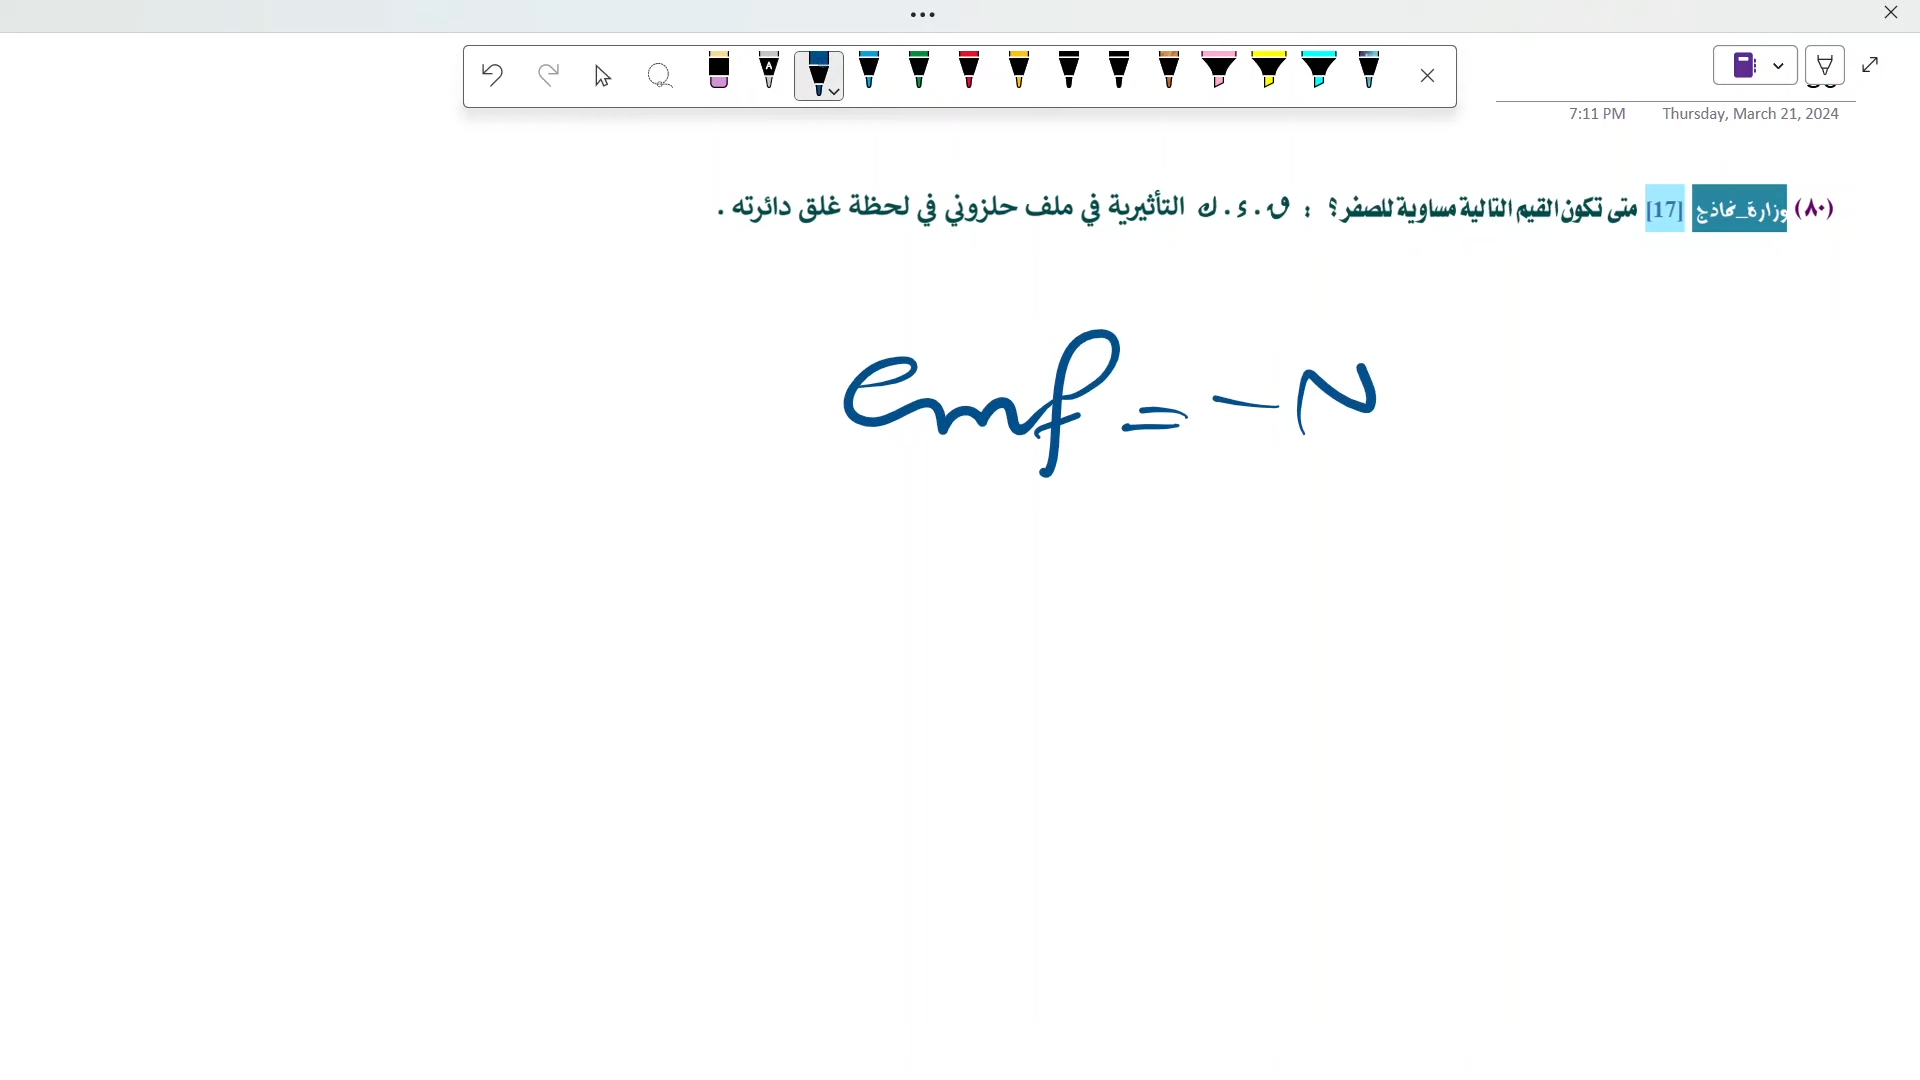 7:11 PM Thursday, March 21, 2024
(٨٠) وزارة_نماذج [17] متى تكون القيم التالية مساوية للصفر؟ : ق . د . ك التأثيرية في ملف حلزوني في لحظة غلق دائرته .
emf = - N